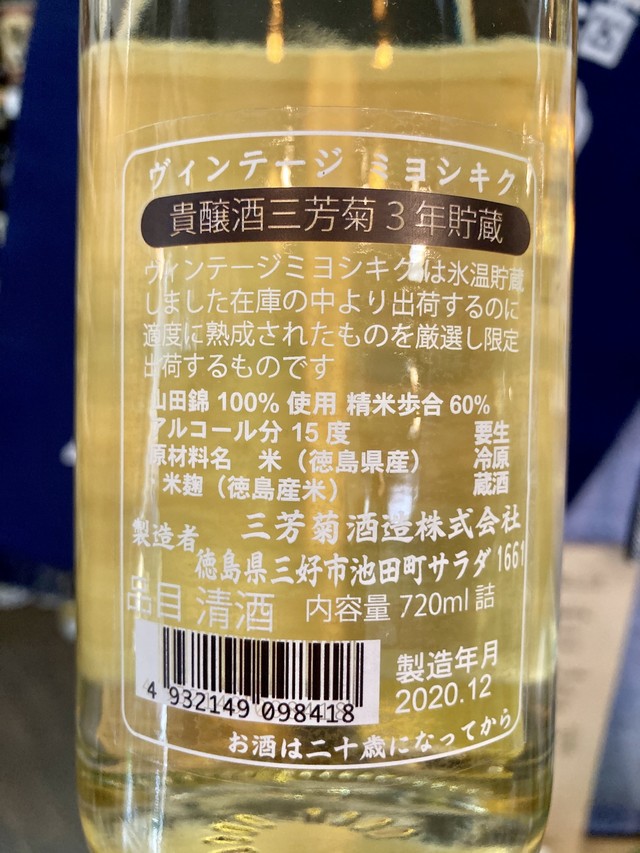 ヴィンテージ ミヨシキク
貴醸酒三芳菊3年貯蔵
ヴィンテージミヨシキクは氷温貯蔵
しました在庫の中より出荷するのに
適度に熟成されたものを厳選し限定
出荷するものです
山田錦 100% 使用 精米歩合 60%
アルコール分 15 度
原材料名 米（徳島県産）
・米麹（徳島産米）
要生
冷原
蔵酒
製造者 三芳菊酒造株式会社
徳島県三好市池田町サラダ 1661
品目 清酒 内容量 720ml 詰
4 932149 098418
製造年月
2020.12
お酒は二十歳になってから